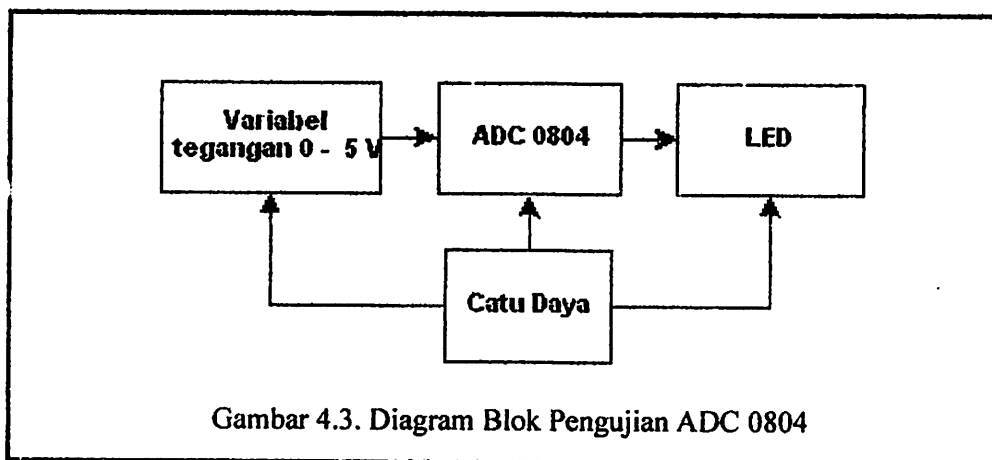 Variabel
tegangan 0 - 5 V
ADC 0804
LED
Catu Daya
Gambar 4.3. Diagram Blok Pengujian ADC 0804